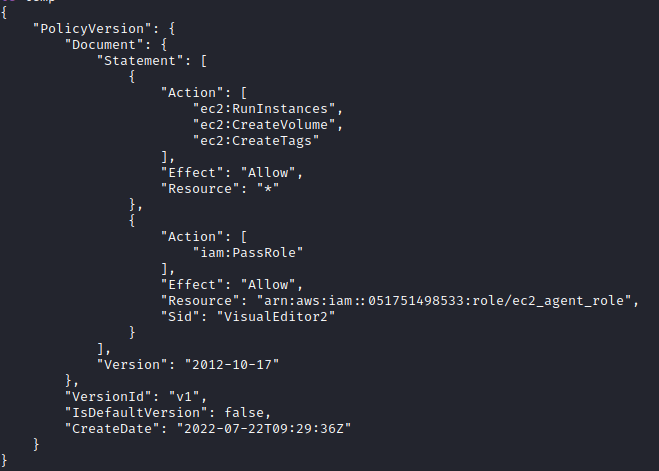 {
    "PolicyVersion": {
        "Document": {
            "Statement": [
                {
                    "Action": [
                        "ec2:RunInstances",
                        "ec2:CreateVolume",
                        "ec2:CreateTags"
                    ],
                    "Effect": "Allow",
                    "Resource": "*"
                },
                {
                    "Action": [
                        "iam:PassRole"
                    ],
                    "Effect": "Allow",
                    "Resource": "arn:aws:iam::051751498533:role/ec2_agent_role",
                    "Sid": "VisualEditor2"
                }
            ],
            "Version": "2012-10-17"
        },
        "VersionId": "v1",
        "IsDefaultVersion": false,
        "CreateDate": "2022-07-22T09:29:36Z"
    }
}